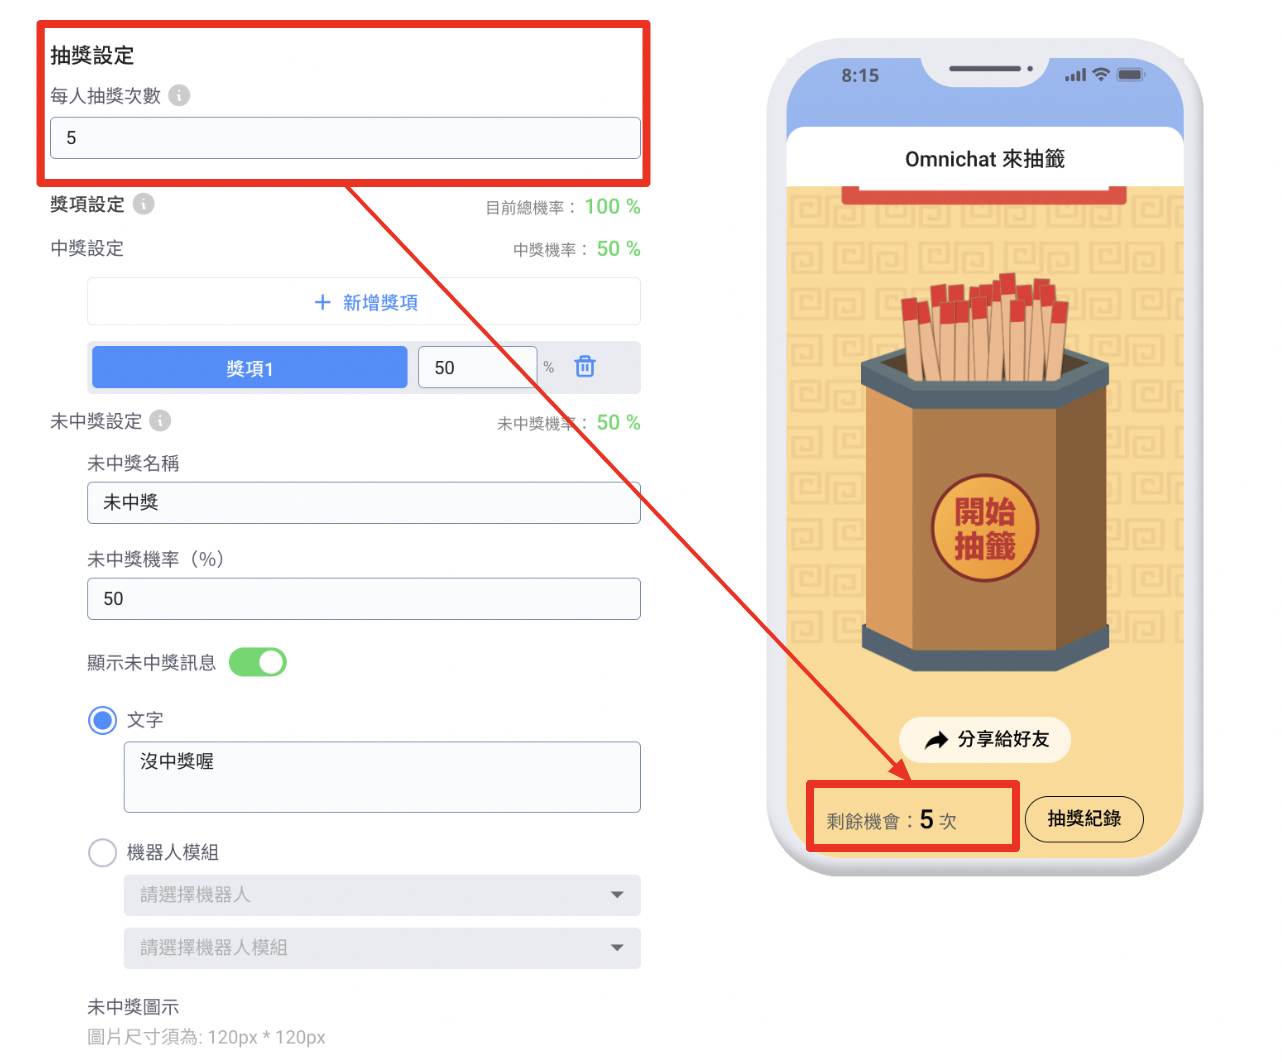 抽獎設定
每人抽獎次數
5
獎項設定
目前總機率： 100 %
中獎設定
中獎機率： 50 %
+ 新增獎項
獎項1
50 %
未中獎設定
未中獎機率： 50 %
未中獎名稱
未中獎
未中獎機率（%）
50
顯示未中獎訊息
文字
沒中獎喔
機器人模組
請選擇機器人
請選擇機器人模組
未中獎圖示
圖片尺寸須為: 120px * 120px
8:15
Omnichat 來抽籤
開始
抽籤
分享給好友
剩餘機會：5 次
抽獎紀錄